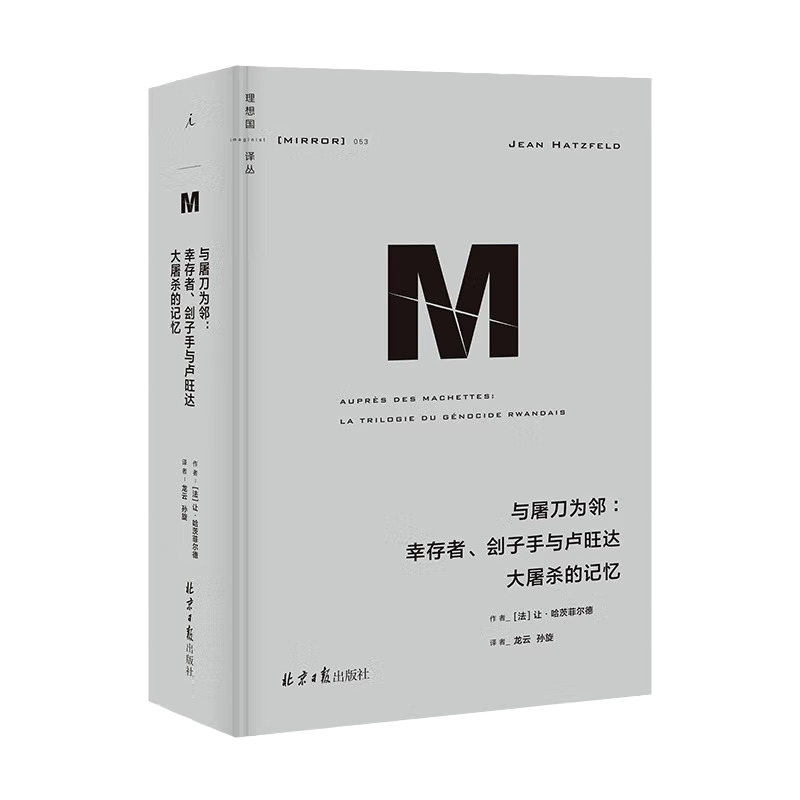 i
M
与屠刀为邻：
幸存者、刽子手与卢旺达
大屠杀的记忆
作者_[法]让·哈茨菲尔德
译者_龙云 孙旋
北京日报出版社
理想国
imaginist
译丛
[MIRROR] 053
JEAN HATZFELD
M
AUPRÈS DES MACHETTES:
LA TRILOGIE DU GÉNOCIDE RWANDAIS
与屠刀为邻：
幸存者、刽子手与卢旺达
大屠杀的记忆
作者_[法]让·哈茨菲尔德
译者_龙云 孙旋
北京日报出版社